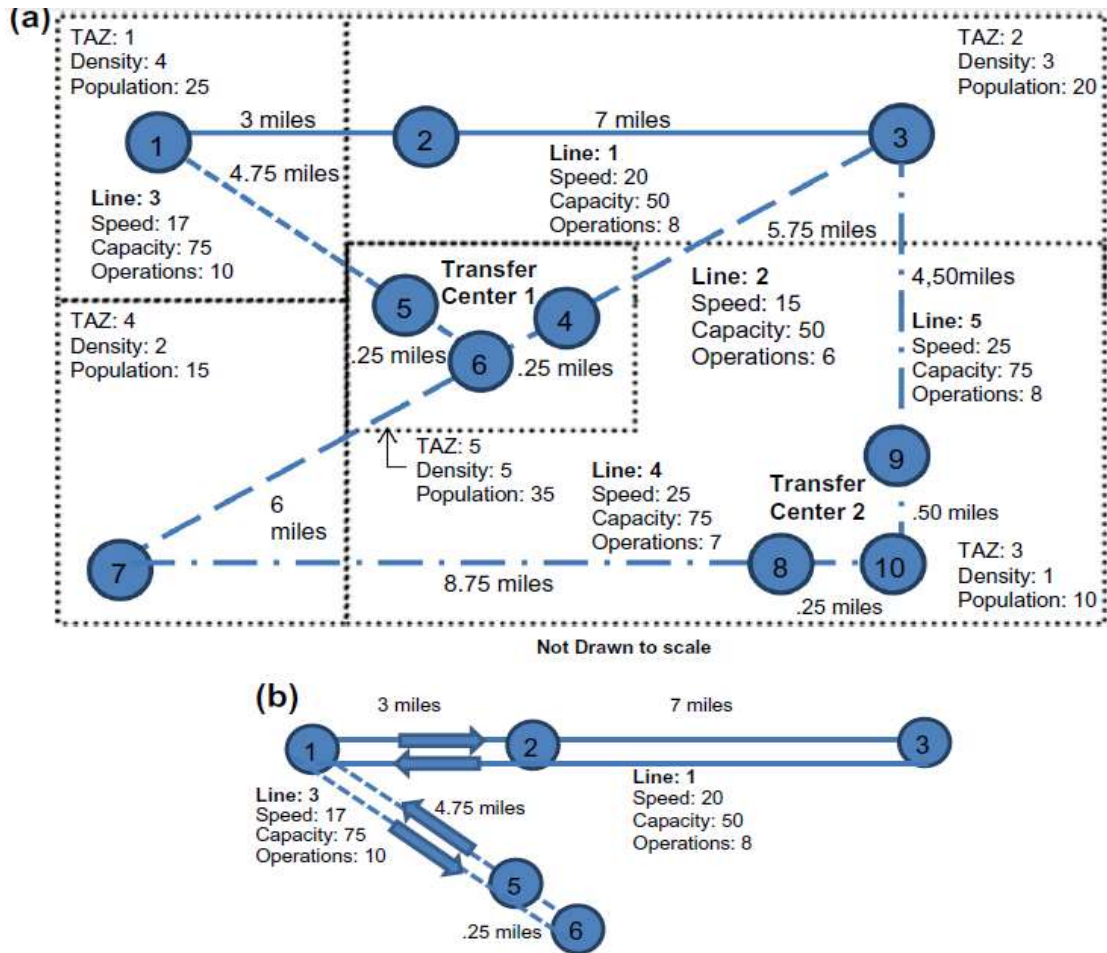 (a)
TAZ: 1
Density: 4
Population: 25
TAZ: 2
Density: 3
Population: 20
3 miles
7 miles
1
2
3
4.75 miles
Line: 1
Speed: 20
Capacity: 50
Operations: 8
Line: 3
Speed: 17
Capacity: 75
Operations: 10
5.75 miles
Transfer
Center 1
5
4
6
.25 miles
.25 miles
Line: 2
Speed: 15
Capacity: 50
Operations: 6
4,50miles
Line: 5
Speed: 25
Capacity: 75
Operations: 8
TAZ: 4
Density: 2
Population: 15
TAZ: 5
Density: 5
Population: 35
Line: 4
Speed: 25
Capacity: 75
Operations: 7
Transfer
Center 2
9
.50 miles
6
miles
7
8
10
8.75 miles
.25 miles
TAZ: 3
Density: 1
Population: 10
Not Drawn to scale
(b)
3 miles
7 miles
1
2
3
Line: 3
Speed: 17
Capacity: 75
Operations: 10
4.75 miles
Line: 1
Speed: 20
Capacity: 50
Operations: 8
5
6
.25 miles